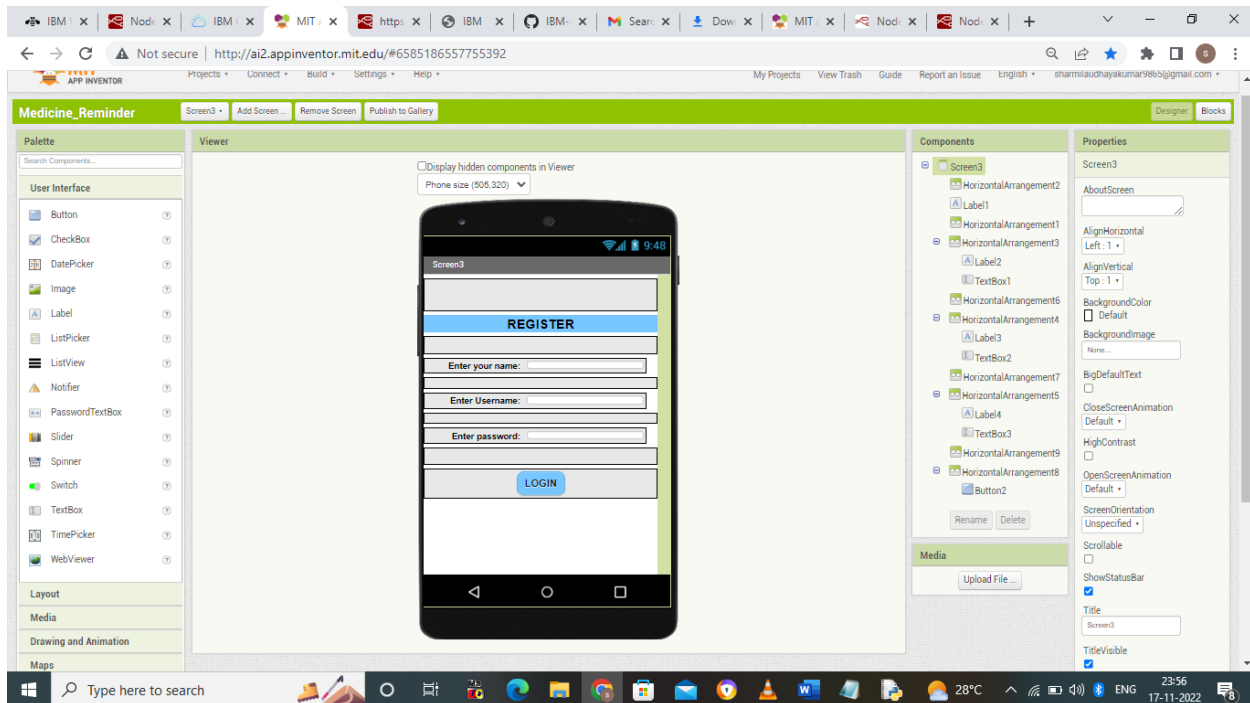 IBM
Node
IBM
MIT
https
IBM
IBM-
Searc
Dow
MIT
Node
Node
Not secure
http://ai2.appinventor.mit.edu/#6585186557755392
S
APP INVENTOR
Projects
Connect
Build
Settings
Help
My Projects
View Trash
Guide
Report an Issue
English
sharmilaudhayakumar9865@gmail.com
Medicine_Reminder
Screen3
Add Screen ...
Remove Screen
Publish to Gallery
Designer
Blocks
Palette
Search Components...
User Interface
Button
CheckBox
DatePicker
Image
Label
ListPicker
ListView
Notifier
PasswordTextBox
Slider
Spinner
Switch
TextBox
TimePicker
WebViewer
Layout
Media
Drawing and Animation
Maps
Viewer
Display hidden components in Viewer
Phone size (505,320)
9:48
Screen3
REGISTER
Enter your name:
Enter Username:
Enter password:
LOGIN
Components
Screen3
HorizontalArrangement2
Label1
HorizontalArrangement1
HorizontalArrangement3
Label2
TextBox1
HorizontalArrangement6
HorizontalArrangement4
Label3
TextBox2
HorizontalArrangement7
HorizontalArrangement5
Label4
TextBox3
HorizontalArrangement9
HorizontalArrangement8
Button2
Rename
Delete
Media
Upload File ...
Properties
Screen3
AboutScreen
AlignHorizontal
Left : 1
AlignVertical
Top : 1
BackgroundColor
Default
BackgroundImage
None...
BigDefaultText
CloseScreenAnimation
Default
HighContrast
OpenScreenAnimation
Default
ScreenOrientation
Unspecified
Scrollable
ShowStatusBar
Title
Screen3
TitleVisible
Type here to search
28°C
ENG
23:56
17-11-2022
8